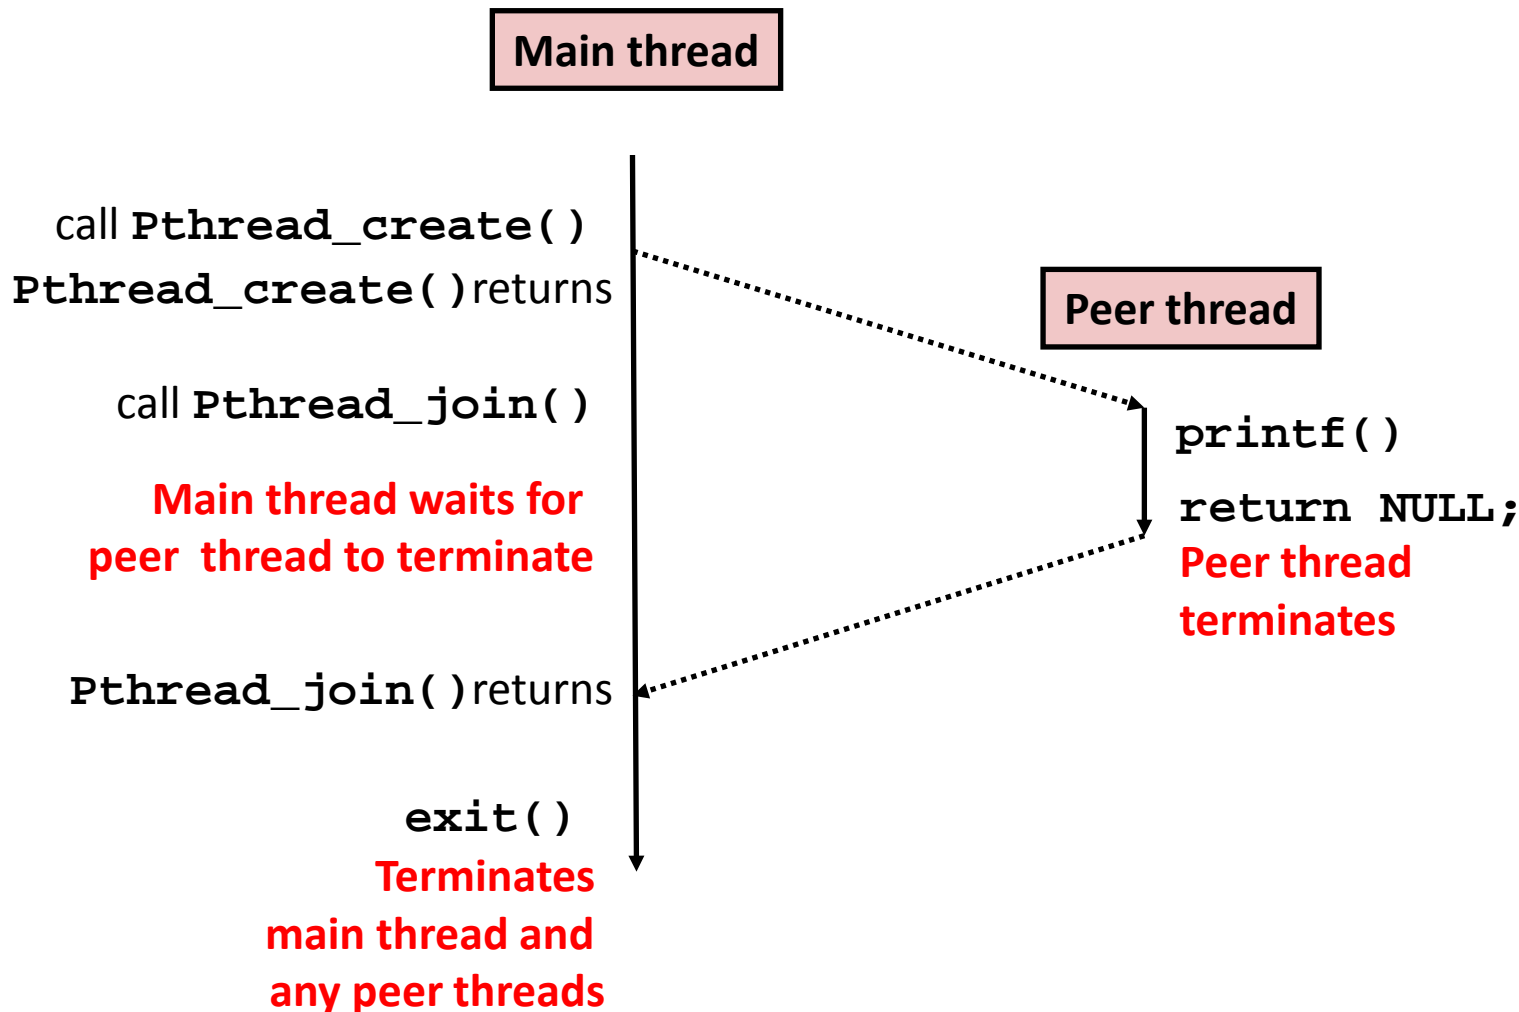 Main thread
call Pthread_create()
Pthread_create()returns
Peer thread
call Pthread_join()
printf()
Main thread waits for
peer thread to terminate
return NULL;
Peer thread
terminates
Pthread_join()returns
exit()
Terminates
main thread and
any peer threads